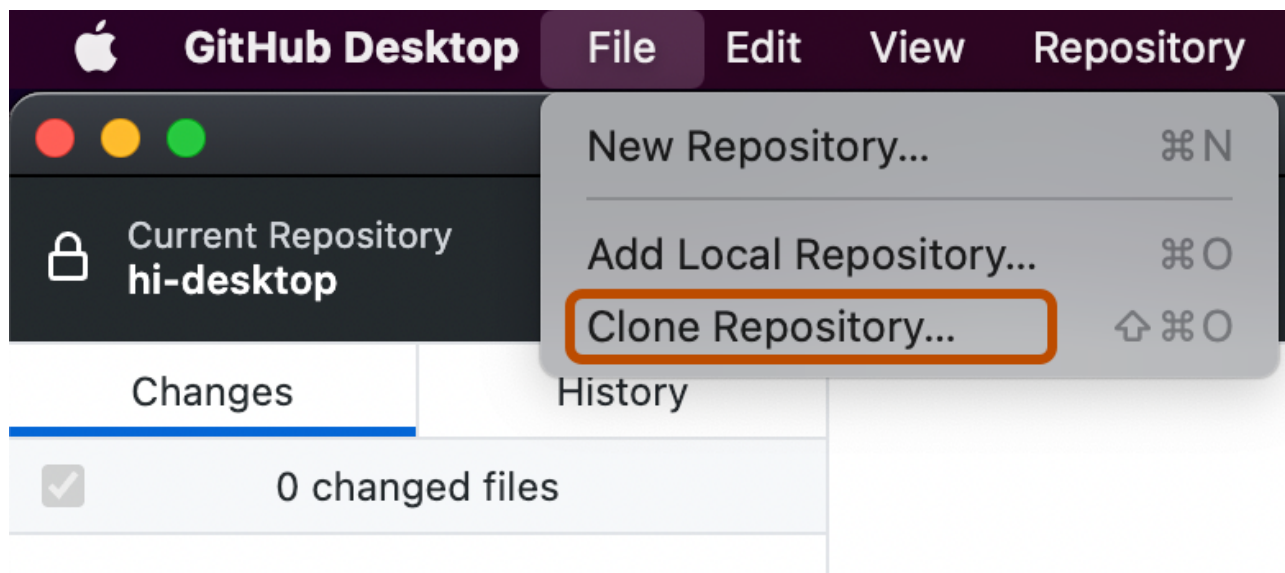 GitHub Desktop File Edit View Repository
New Repository... ⌘N
Current Repository
hi-desktop
Add Local Repository... ⌘O
Clone Repository... ⇧⌘O
Changes History
0 changed files